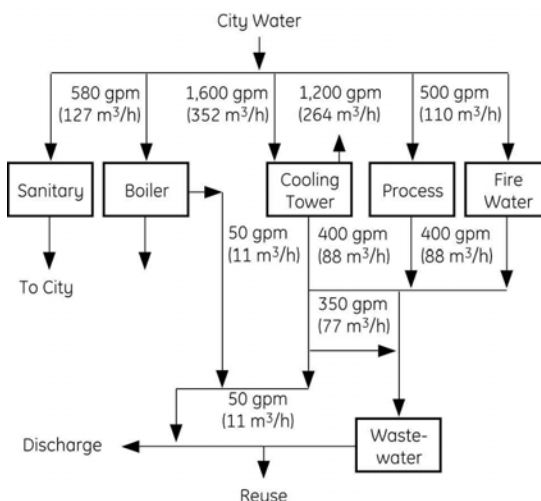 City Water
580 gpm
(127 m³/h)
1,600 gpm
(352 m³/h)
1,200 gpm
(264 m³/h)
500 gpm
(110 m³/h)
Sanitary
Boiler
Cooling
Tower
Process
Fire
Water
To City
50 gpm
(11 m³/h)
400 gpm
(88 m³/h)
400 gpm
(88 m³/h)
350 gpm
(77 m³/h)
50 gpm
(11 m³/h)
Discharge
Waste-
water
Reuse